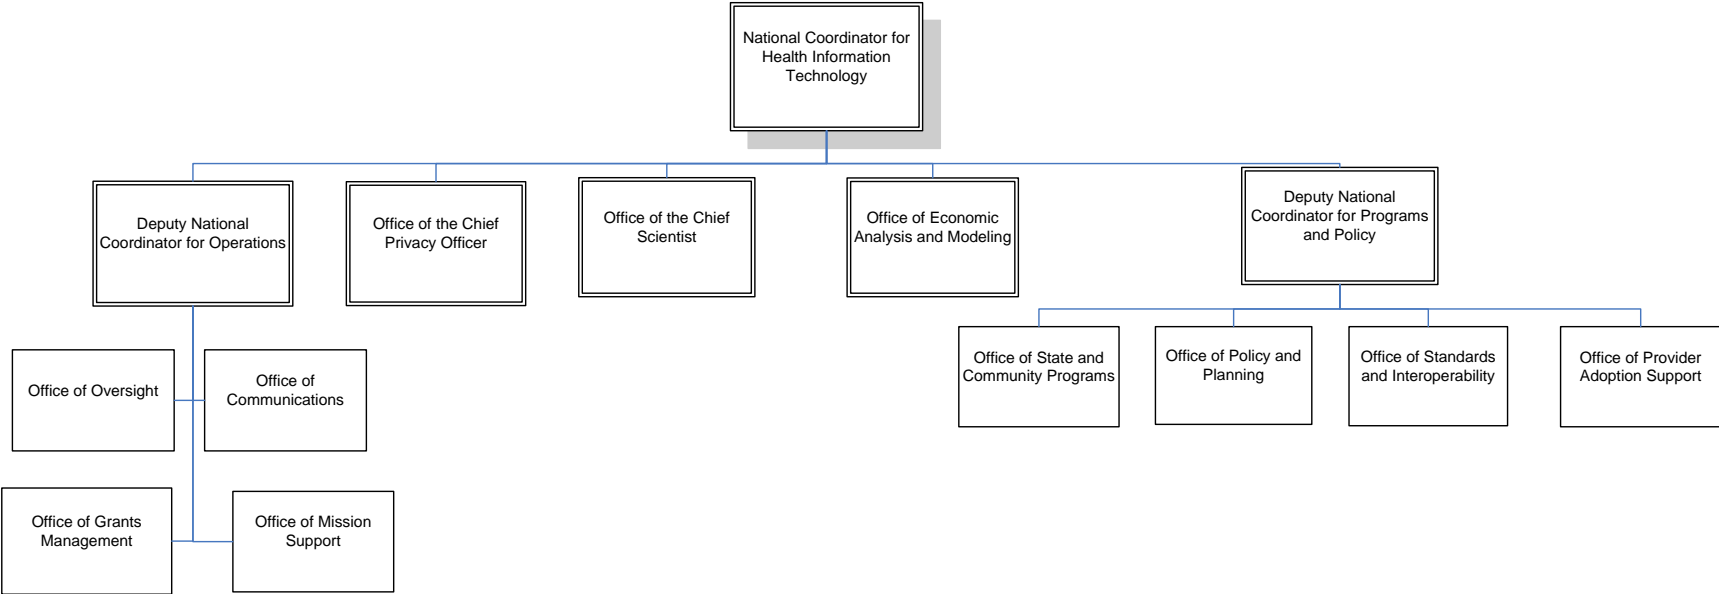 National Coordinator for
Health Information
Technology
Deputy National
Coordinator for Operations
Office of the Chief
Privacy Officer
Office of the Chief
Scientist
Office of Economic
Analysis and Modeling
Deputy National
Coordinator for Programs
and Policy
Office of Oversight
Office of
Communications
Office of Grants
Management
Office of Mission
Support
Office of State and
Community Programs
Office of Policy and
Planning
Office of Standards
and Interoperability
Office of Provider
Adoption Support